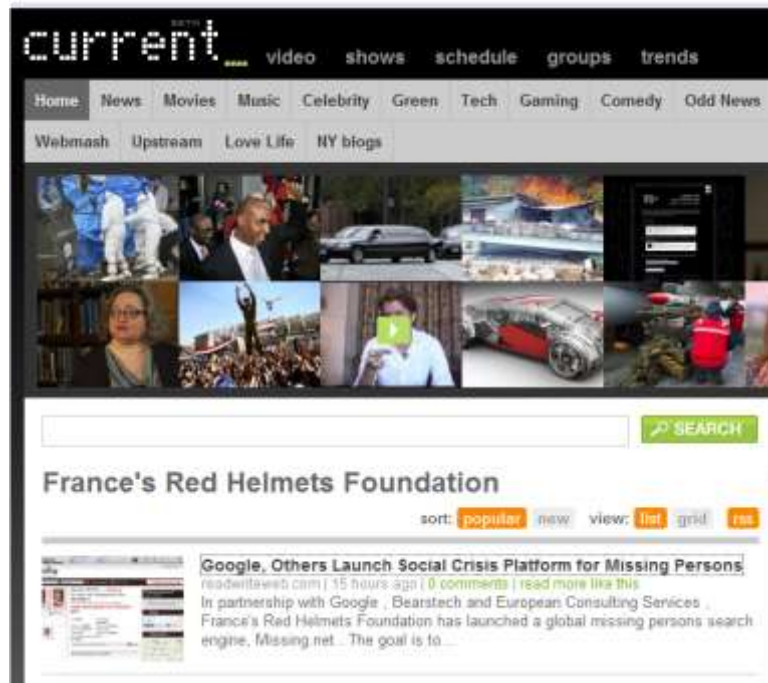 BETA
current_
video shows schedule groups trends
Home News Movies Music Celebrity Green Tech Gaming Comedy Odd News
Webmash Upstream Love Life NY blogs
SEARCH
France's Red Helmets Foundation
sort: popular new view: list grid rss
Google, Others Launch Social Crisis Platform for Missing Persons
readwriteweb.com | 15 hours ago | 0 comments | read more like this
In partnership with Google , Bearstech and European Consulting Services ,
France's Red Helmets Foundation has launched a global missing persons search
engine, Missing.net . The goal is to ...